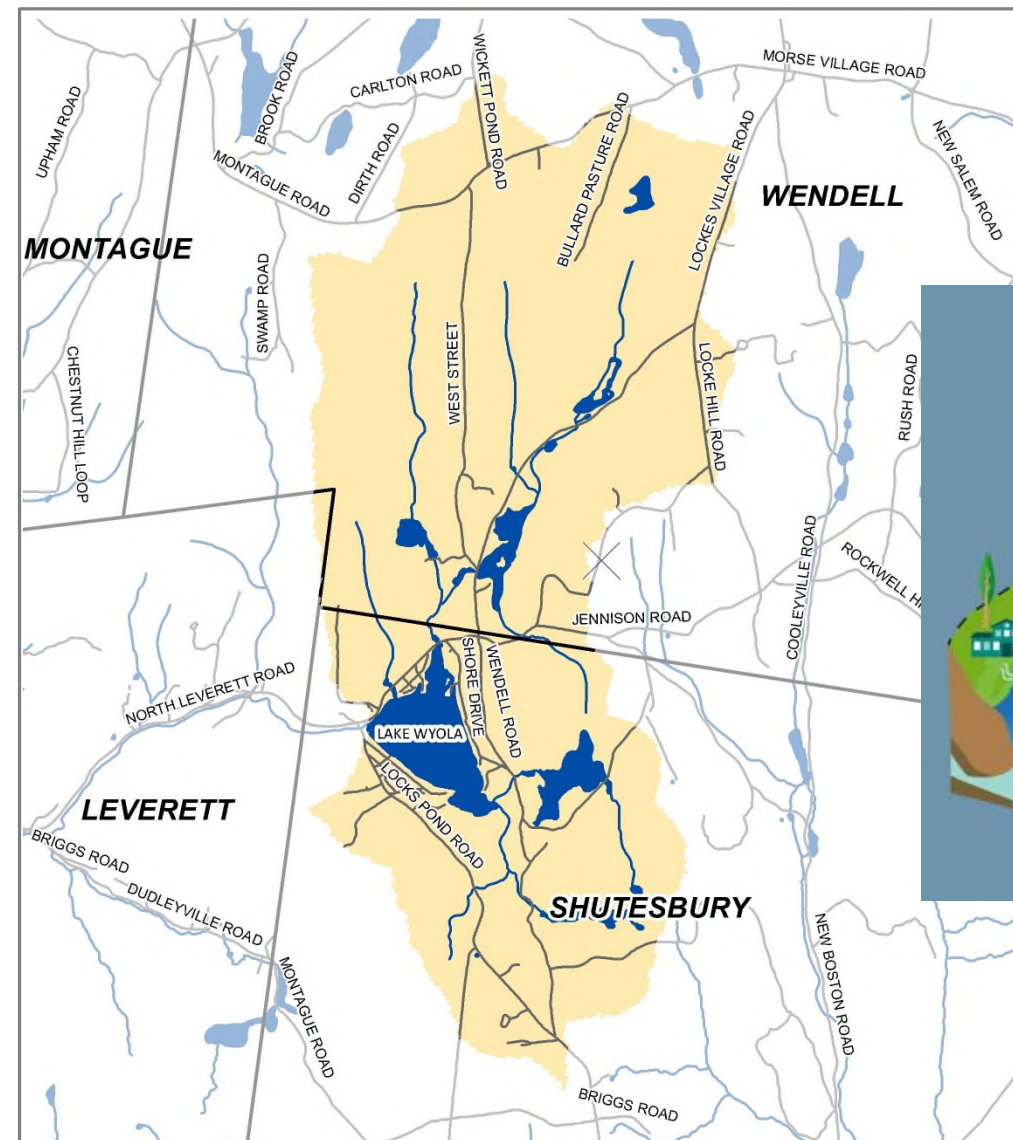 WICKETT POND ROAD
MORSE VILLAGE ROAD
BROOK ROAD
CARLTON ROAD
UPHAM ROAD
BULLARD PASTURE ROAD
NEW SALEM ROAD
LOCKES VILLAGE ROAD
DIRTH ROAD
MONTAGUE ROAD
WENDELL
MONTAGUE
SWAMP ROAD
WEST STREET
CHESTNUT HILL LOOP
LOCKE HILL ROAD
RUSH ROAD
COOLEYVILLE ROAD
ROCKWELL
JENNISON ROAD
SHORE DRIVE
WENDELL ROAD
NORTH LEVERETT ROAD
LAKE WYOLA
LOCKS POND ROAD
LEVERETT
BRIGGS ROAD
DUDLEYVILLE ROAD
SHUTESBURY
NEW BOSTON ROAD
MONTAGUE ROAD
BRIGGS ROAD